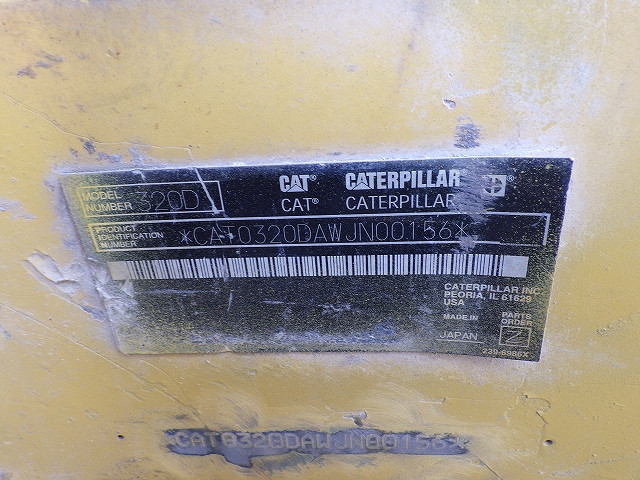 MODEL NUMBER 320D
CAT® CATERPILLAR®
CAT® CATERPILLAR
PRODUCT IDENTIFICATION NUMBER *CAT0320DAWJN00156*
CATERPILLAR INC
PEORIA, IL 61629
USA
MADE IN JAPAN
PARTS ORDER Z
239-6986X
*CAT0320DAWJN00156*